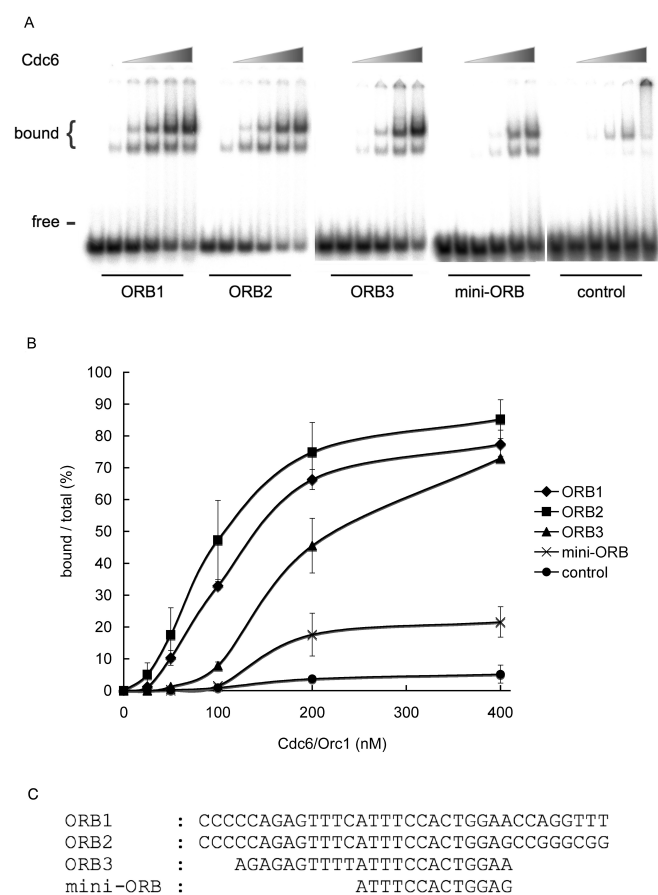 A
Cdc6
bound {
free –
ORB1 ORB2 ORB3 mini-ORB control
B
100
90
80
70
60
50
40
30
20
10
0
bound / total (%)
0 100 200 300 400
Cdc6/Orc1 (nM)
ORB1
ORB2
ORB3
mini-ORB
control
C
ORB1 : CCCCCAGAGTTTCATTTCCACTGGAACCAGGTTT
ORB2 : CCCCCAGAGTTTCATTTCCACTGGAGCCGGGCGG
ORB3 : AGAGAGTTTTATTTCCACTGGAA
mini-ORB : ATTTCCACTGGAG